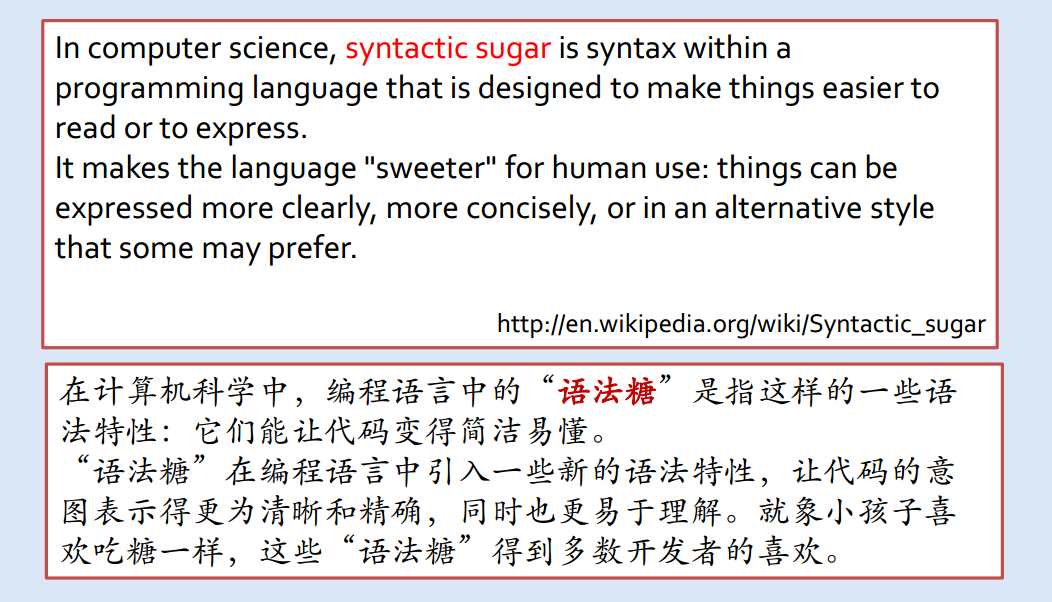 In computer science, syntactic sugar is syntax within a
programming language that is designed to make things easier to
read or to express.
It makes the language "sweeter" for human use: things can be
expressed more clearly, more concisely, or in an alternative style
that some may prefer.
http://en.wikipedia.org/wiki/Syntactic_sugar
在计算机科学中，编程语言中的“语法糖”是指这样的一些语
法特性：它们能让代码变得简洁易懂。
“语法糖”在编程语言中引入一些新的语法特性，让代码的意
图表示得更为清晰和精确，同时也更易于理解。就象小孩子喜
欢吃糖一样，这些“语法糖”得到多数开发者的喜欢。